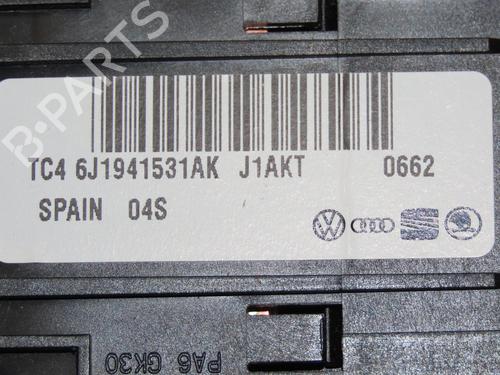 B-PARTS
TC4 6J1941531AK J1AKT 0662
SPAIN 04S
PA6 GK30